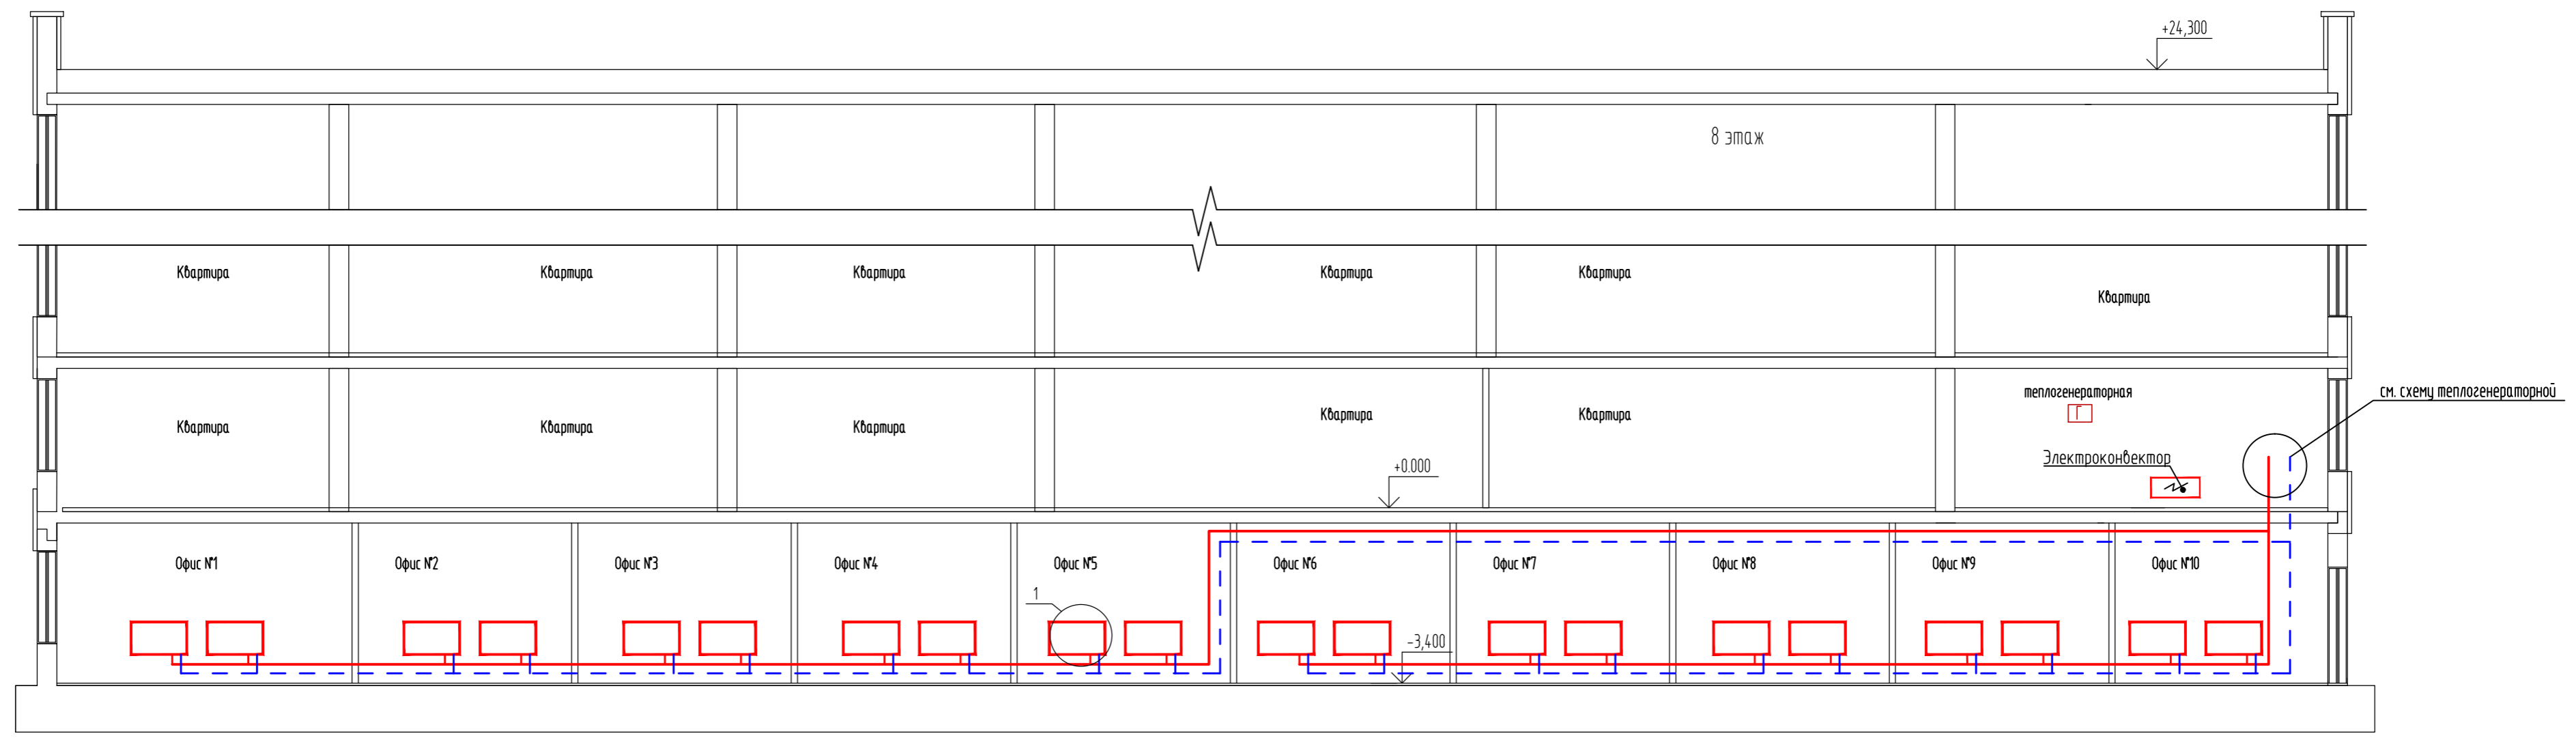 +24,300
8 этаж
Квартира
Квартира
Квартира
Квартира
Квартира
Квартира
теплогенераторная
Г
см. схему теплогенераторной
Квартира
Квартира
Квартира
Квартира
Квартира
Электроконвектор
+0.000
Офис №1
Офис №2
Офис №3
Офис №4
Офис №5
Офис №6
Офис №7
Офис №8
Офис №9
Офис №10
1
-3,400